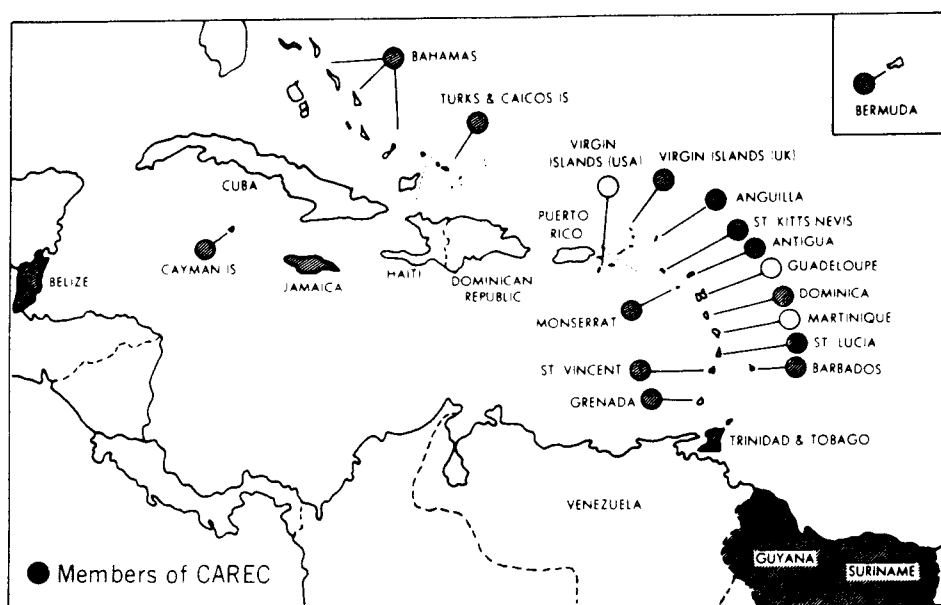 BAHAMAS
TURKS & CAICOS IS
BERMUDA
VIRGIN
ISLANDS (USA)
VIRGIN ISLANDS (UK)
CUBA
ANGUILLA
PUERTO
RICO
ST. KITTS NEVIS
ANTIGUA
CAYMAN IS
JAMAICA
HAITI
DOMINICAN
REPUBLIC
GUADELOUPE
BELIZE
DOMINICA
MONSERRAT
MARTINIQUE
ST. LUCIA
ST VINCENT
BARBADOS
GRENADA
TRINIDAD & TOBAGO
VENEZUELA
GUYANA
SURINAME
Members of CAREC